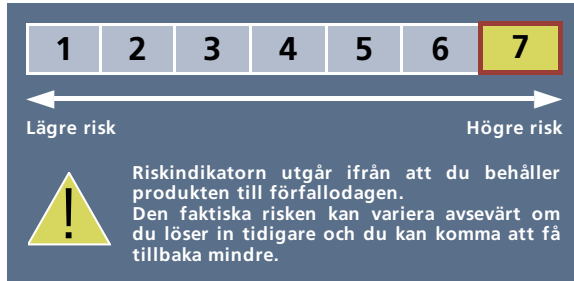 1 2 3 4 5 6 7
Lägre risk Högre risk
!
Riskindikatorn utgår ifrån att du behåller
produkten till förfallodagen.
Den faktiska risken kan variera avsevärt om
du löser in tidigare och du kan komma att få
tillbaka mindre.